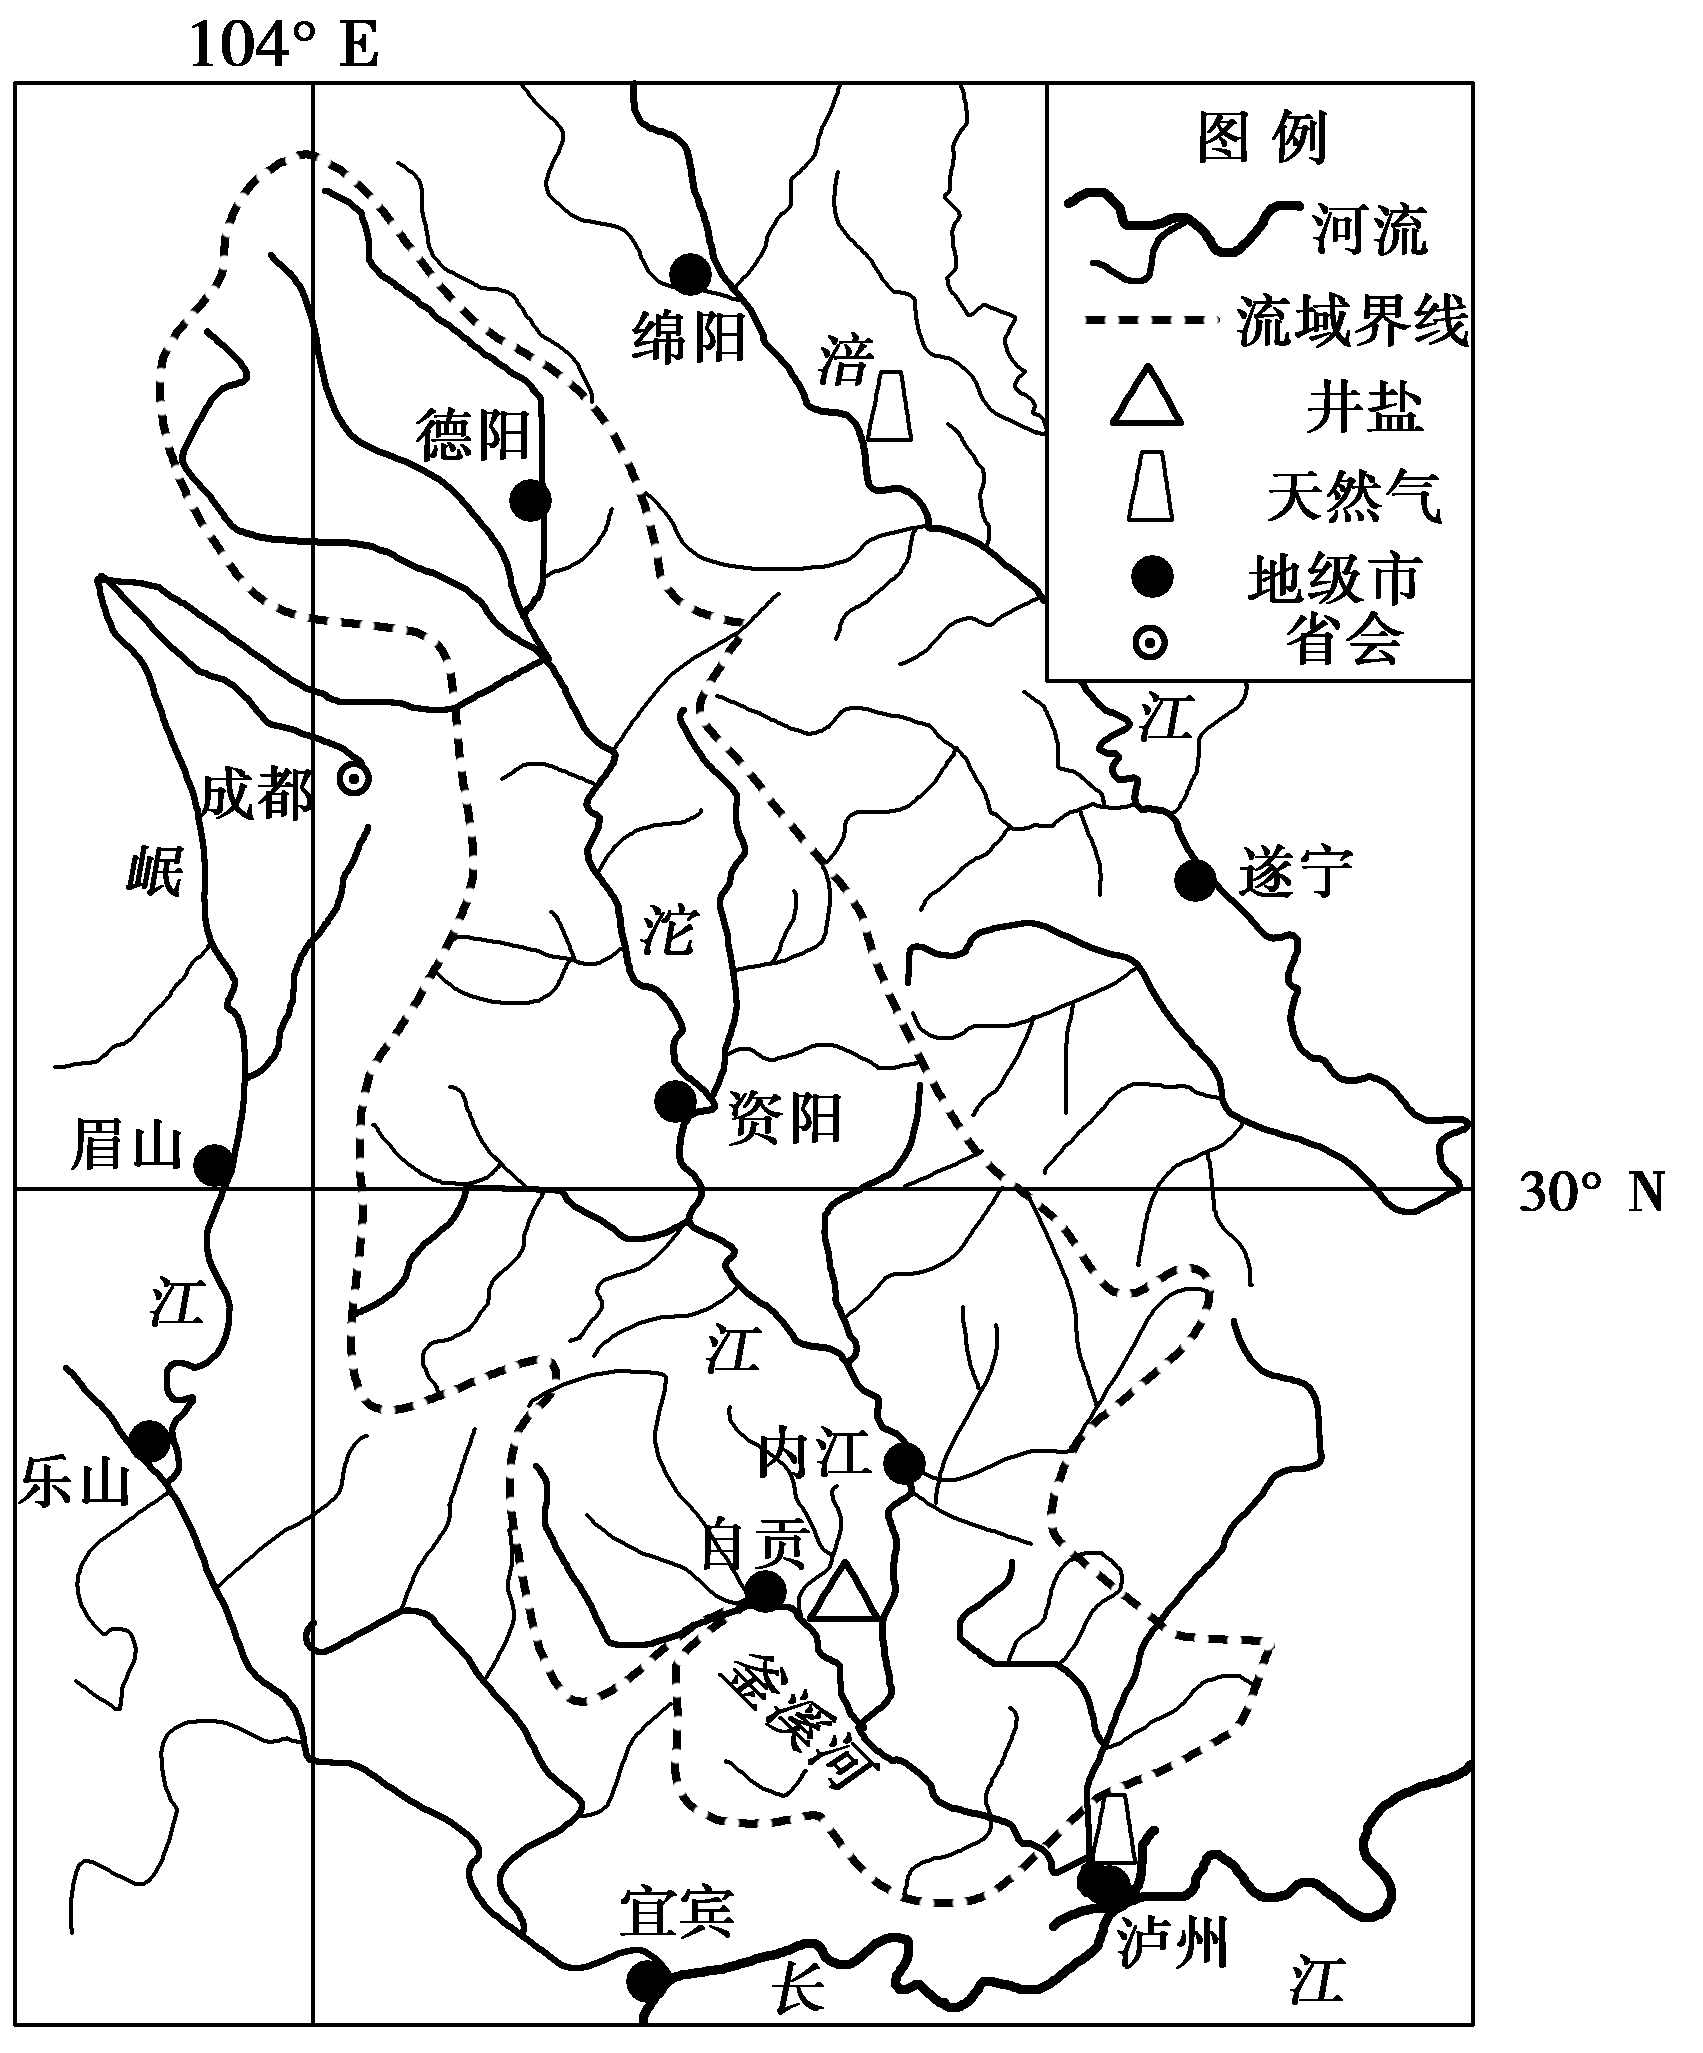 104° E
图 例
河流
流域界线
井盐
天然气
地级市
省会
绵阳
涪
德阳
江
成都
岷
遂宁
沱
资阳
眉山
30° N
江
江
内江
乐山
自贡
釜溪河
宜宾
泸州
长
江